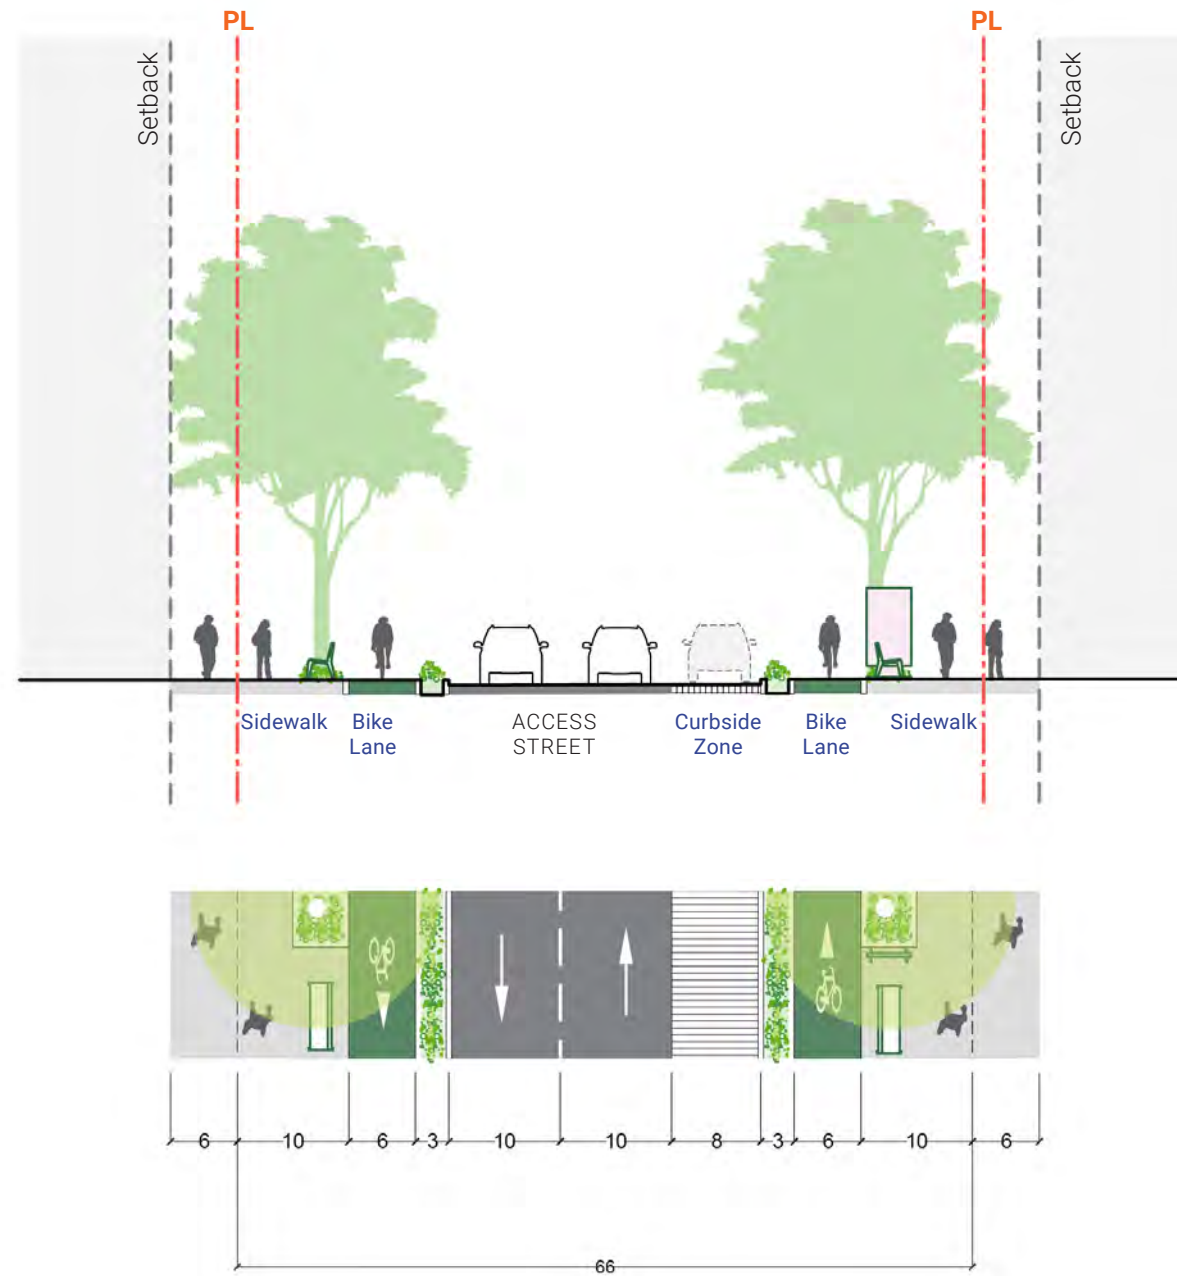 PL
PL
Setback
Setback
Sidewalk
Bike
Lane
ACCESS
STREET
Curbside
Zone
Bike
Lane
Sidewalk
6
10
6
3
10
10
8
3
6
10
6
66